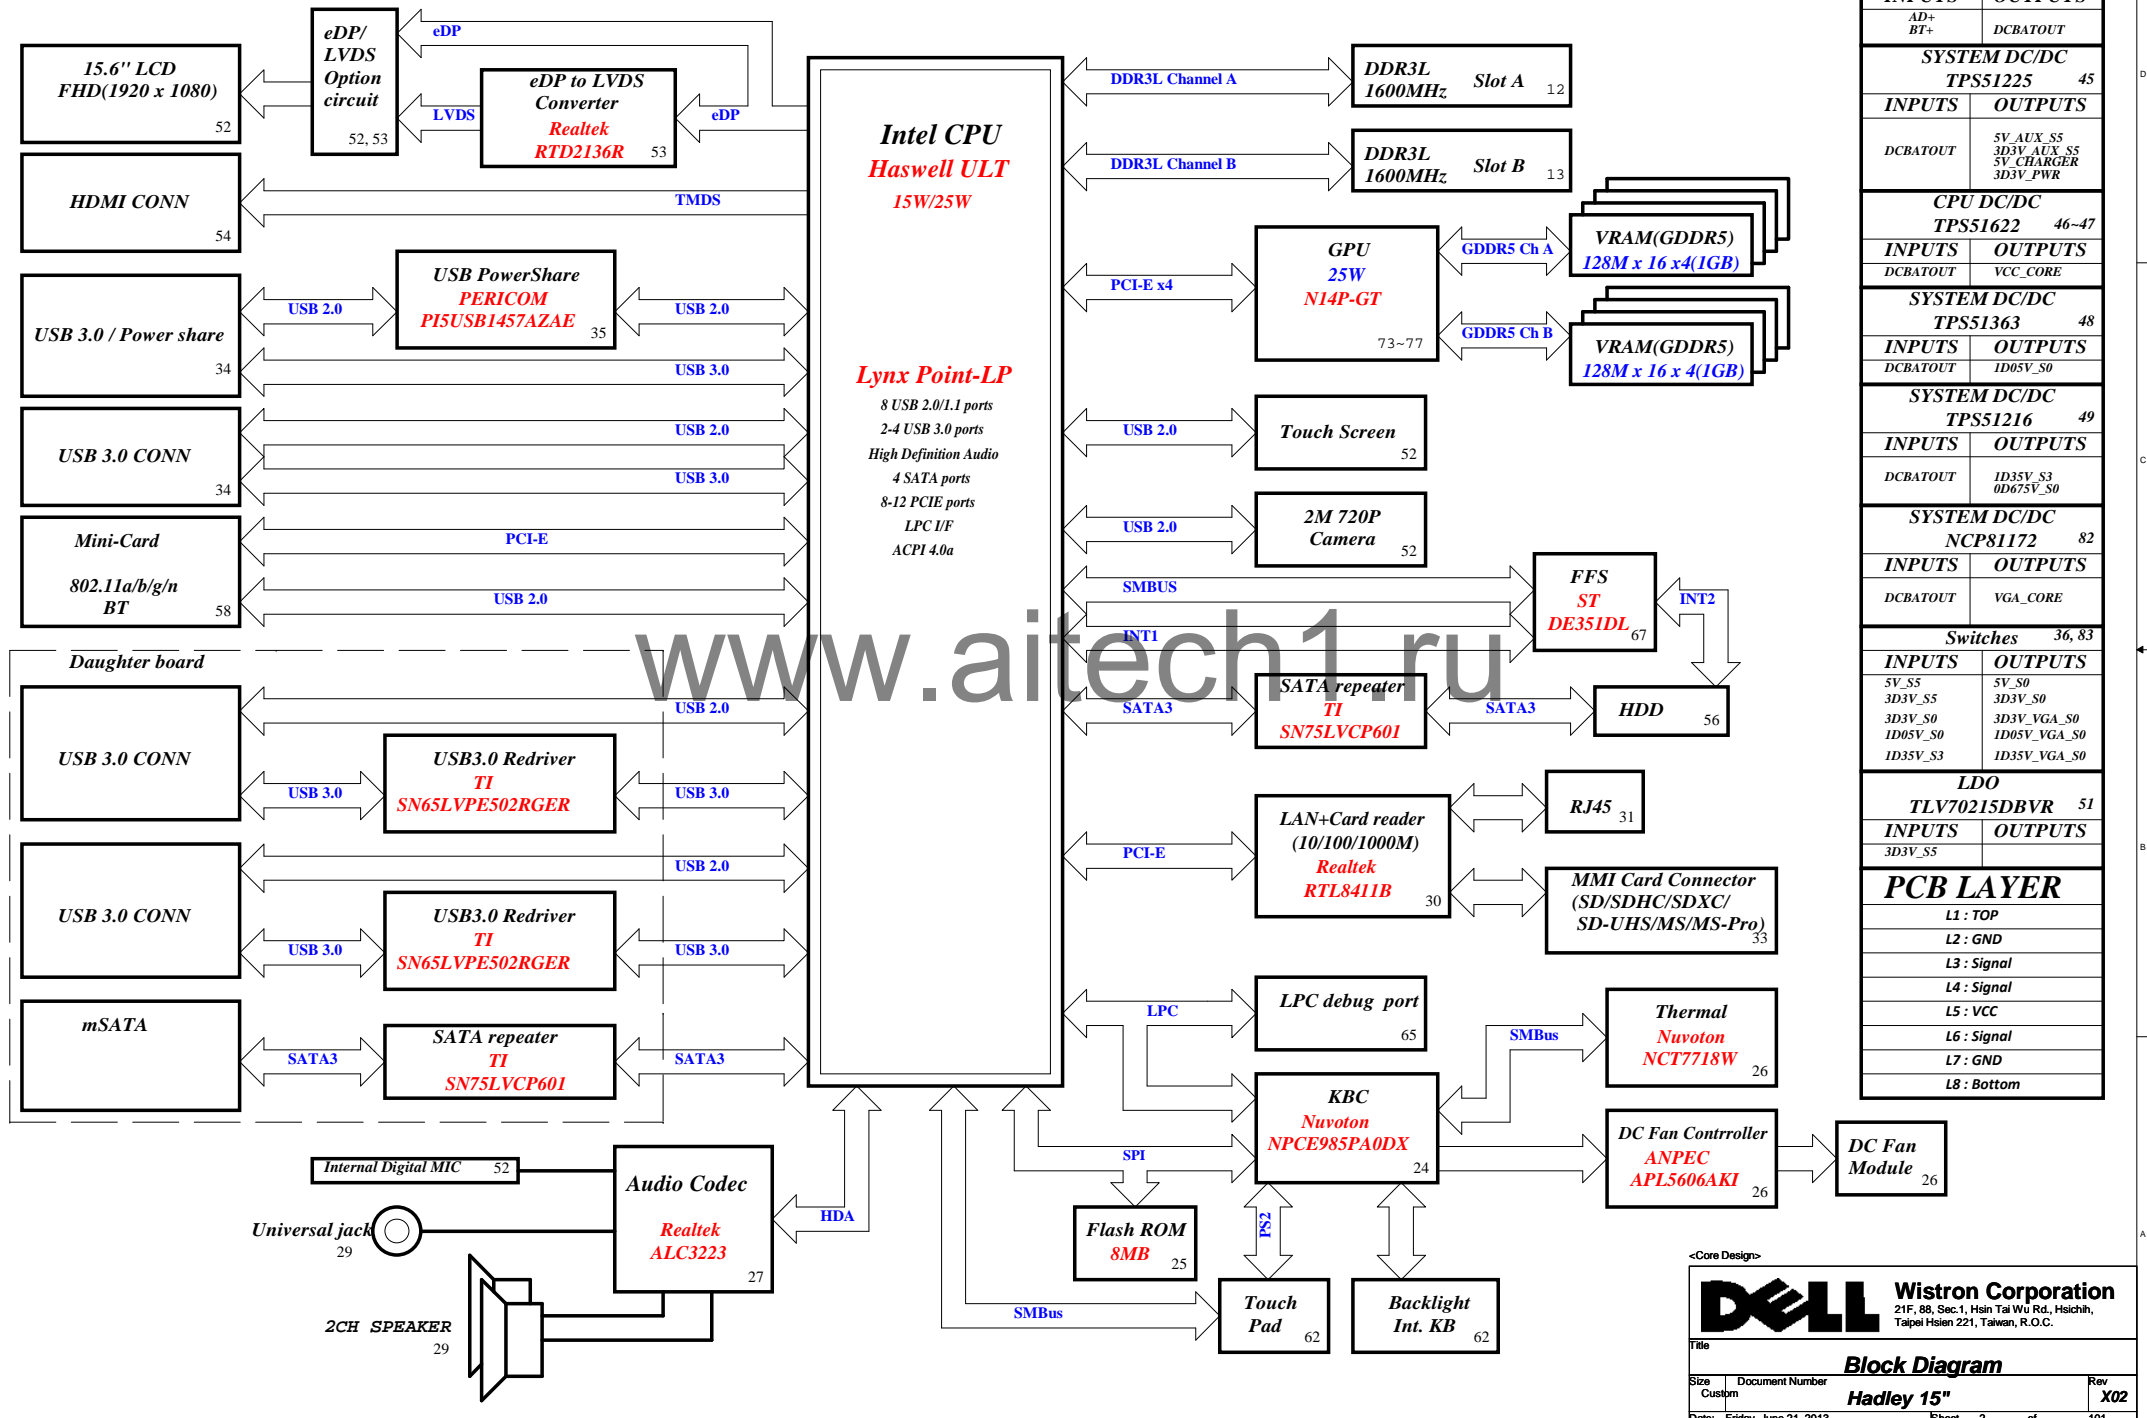 eDP/
LVDS
Option
circuit
52, 53
eDP
15.6" LCD
FHD(1920 x 1080)
52
eDP to LVDS
Converter
Realtek
RTD2136R
53
LVDS
eDP
HDMI CONN
54
TMDS
USB 3.0 / Power share
34
USB 2.0
USB PowerShare
PERICOM
PI5USB1457AZAE
35
USB 2.0
USB 3.0
USB 3.0 CONN
34
USB 2.0
USB 3.0
Mini-Card
802.11a/b/g/n
BT
58
PCI-E
USB 2.0
Daughter board
USB 3.0 CONN
USB 2.0
USB 3.0
USB3.0 Redriver
TI
SN65LVPE502RGER
USB 3.0
USB 3.0 CONN
USB 2.0
USB 3.0
USB3.0 Redriver
TI
SN65LVPE502RGER
USB 3.0
mSATA
SATA3
SATA repeater
TI
SN75LVCP601
SATA3
Intel CPU
Haswell ULT
15W/25W
Lynx Point-LP
8 USB 2.0/1.1 ports
2-4 USB 3.0 ports
High Definition Audio
4 SATA ports
8-12 PCIE ports
LPC I/F
ACPI 4.0a
www.aitech1.ru
DDR3L Channel A
DDR3L
1600MHz
Slot A
12
DDR3L Channel B
DDR3L
1600MHz
Slot B
13
PCI-E x4
GPU
25W
N14P-GT
73~77
GDDR5 Ch A
VRAM(GDDR5)
128M x 16 x4(1GB)
GDDR5 Ch B
VRAM(GDDR5)
128M x 16 x 4(1GB)
USB 2.0
Touch Screen
52
USB 2.0
2M 720P
Camera
52
SMBUS
INT1
FFS
ST
DE351DL
67
INT2
SATA3
SATA repeater
TI
SN75LVCP601
SATA3
HDD
56
PCI-E
LAN+Card reader
(10/100/1000M)
Realtek
RTL8411B
30
RJ45
31
MMI Card Connector
(SD/SDHC/SDXC/
SD-UHS/MS/MS-Pro)
33
LPC
LPC debug port
65
KBC
Nuvoton
NPCE985PA0DX
24
SMBus
Thermal
Nuvoton
NCT7718W
26
DC Fan Contrroller
ANPEC
APL5606AKI
26
DC Fan
Module
26
SPI
Flash ROM
8MB
25
PS2
SMBus
Touch
Pad
62
Backlight
Int. KB
62
Internal Digital MIC
52
Universal jack
29
2CH SPEAKER
29
Audio Codec
Realtek
ALC3223
27
HDA
INPUTS OUTPUTS
AD+
BT+
DCBATOUT
SYSTEM DC/DC
TPS51225 45
INPUTS OUTPUTS
DCBATOUT
5V_AUX_S5
3D3V_AUX_S5
5V_CHARGER
3D3V_PWR
CPU DC/DC
TPS51622 46~47
INPUTS OUTPUTS
DCBATOUT VCC_CORE
SYSTEM DC/DC
TPS51363 48
INPUTS OUTPUTS
DCBATOUT 1D05V_S0
SYSTEM DC/DC
TPS51216 49
INPUTS OUTPUTS
DCBATOUT
1D35V_S3
0D675V_S0
SYSTEM DC/DC
NCP81172 82
INPUTS OUTPUTS
DCBATOUT VGA_CORE
Switches 36, 83
INPUTS OUTPUTS
5V_S5 5V_S0
3D3V_S5 3D3V_S0
3D3V_S0 3D3V_VGA_S0
1D05V_S0 1D05V_VGA_S0
1D35V_S3 1D35V_VGA_S0
LDO
TLV70215DBVR 51
INPUTS OUTPUTS
3D3V_S5
PCB LAYER
L1 : TOP
L2 : GND
L3 : Signal
L4 : Signal
L5 : VCC
L6 : Signal
L7 : GND
L8 : Bottom
D
C
B
A
<Core Design>
DELL
Wistron Corporation
21F, 88, Sec.1, Hsin Tai Wu Rd., Hsichih,
Taipei Hsien 221, Taiwan, R.O.C.
Title
Block Diagram
Size
Custom
Document Number
Hadley 15"
Rev
X02
Date: Friday, June 21, 2013 Sheet 2 of 101